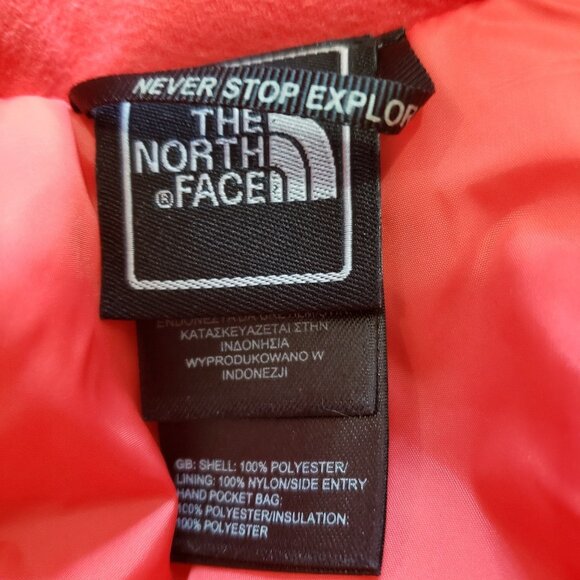 NEVER STOP EXPLOR
THE
NORTH
®FACE
ΚΑΤΑΣΚΕΥΑΖΕΤΑΙ ΣΤΗΝ
ΙΝΔΟΝΗΣΙΑ
WYPRODUKOWANO W
INDONEZJI
GB: SHELL: 100% POLYESTER/
LINING: 100% NYLON/SIDE ENTRY
HAND POCKET BAG:
100% POLYESTER/INSULATION:
100% POLYESTER